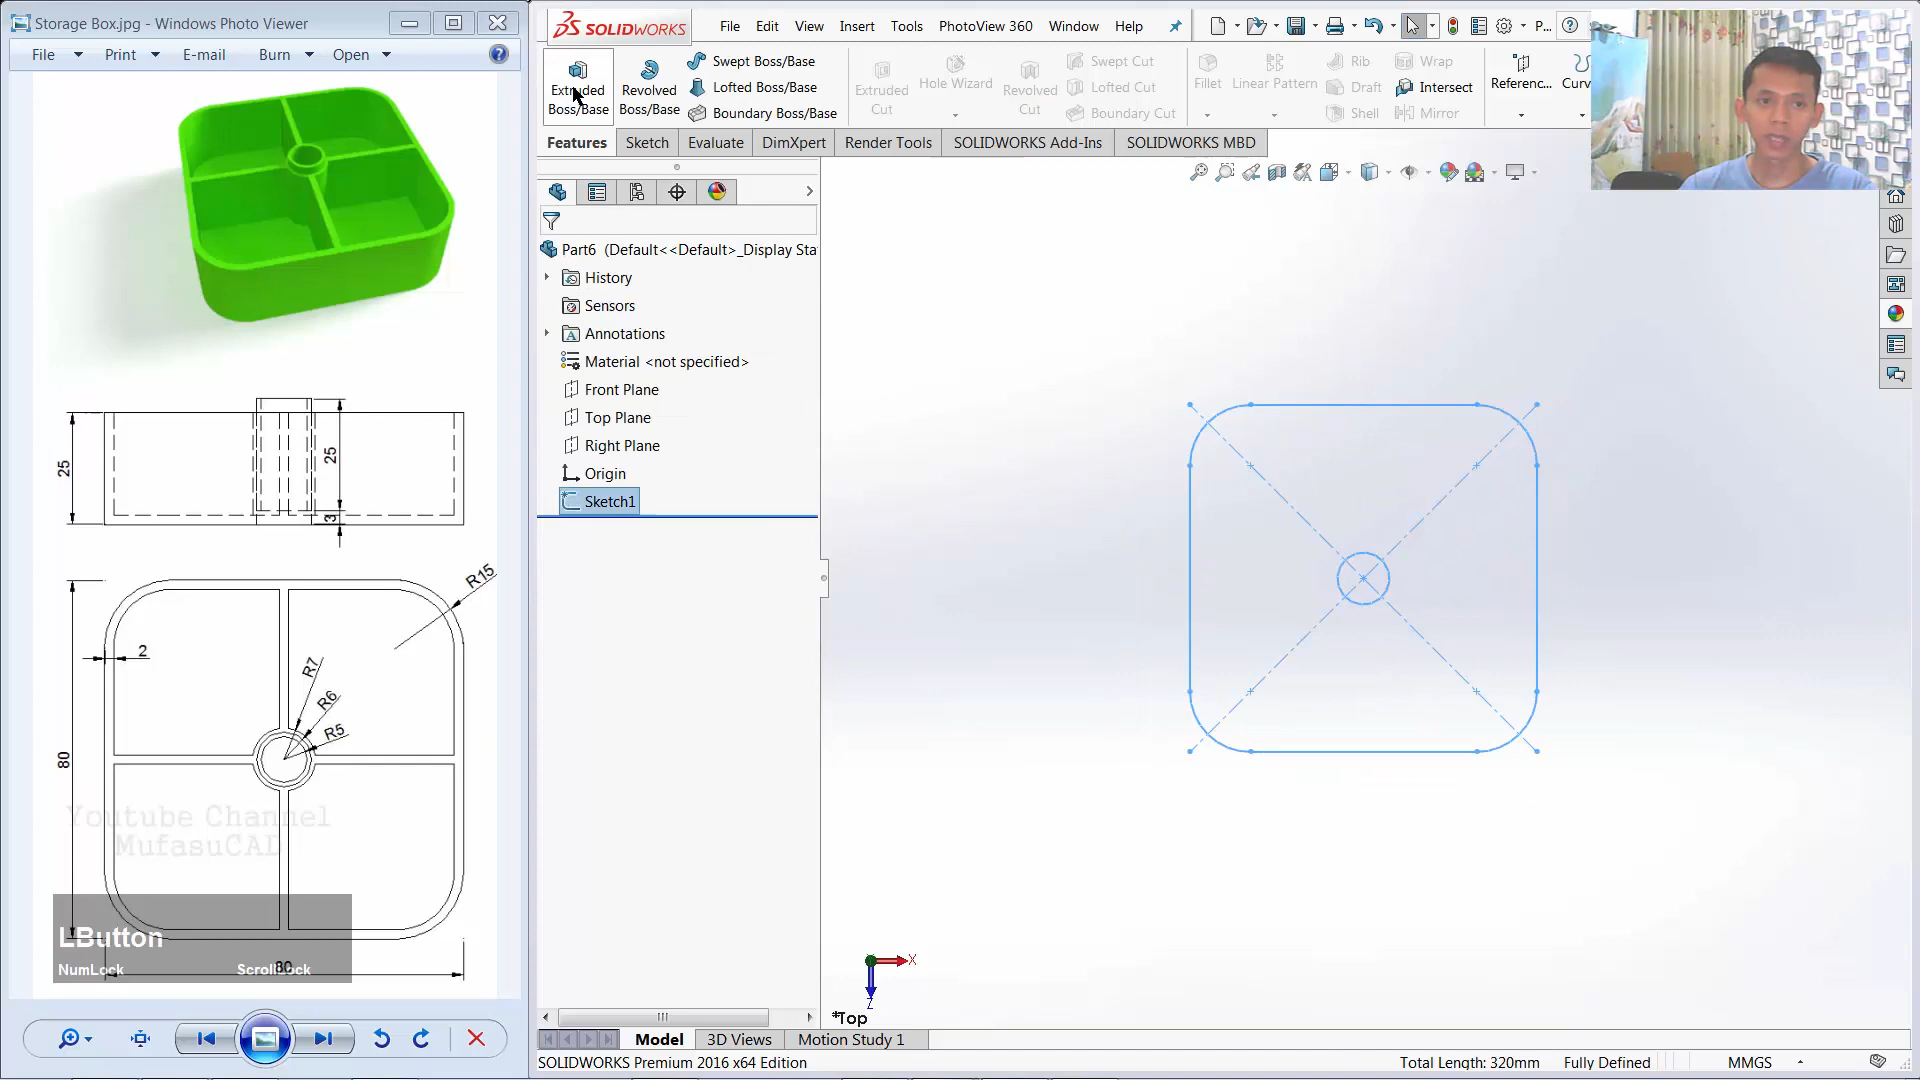 Storage Box.jpg - Windows Photo Viewer
File Print E-mail Burn Open
25
25
3
R15
2
R7
R6
R5
80
80
Youtube Channel
MufasuCAD
LButton
NumLock ScrollLock
SOLIDWORKS
File Edit View Insert Tools PhotoView 360 Window Help
P...
Extruded Boss/Base
Revolved Boss/Base
Swept Boss/Base
Lofted Boss/Base
Boundary Boss/Base
Extruded Cut
Hole Wizard
Revolved Cut
Swept Cut
Lofted Cut
Boundary Cut
Fillet
Linear Pattern
Rib
Draft
Shell
Wrap
Intersect
Mirror
Referenc...
Curv
Features Sketch Evaluate DimXpert Render Tools SOLIDWORKS Add-Ins SOLIDWORKS MBD
Part6 (Default<<Default>_Display Sta
History
Sensors
Annotations
Material <not specified>
Front Plane
Top Plane
Right Plane
Origin
Sketch1
X
Z
*Top
Model 3D Views Motion Study 1
SOLIDWORKS Premium 2016 x64 Edition
Total Length: 320mm Fully Defined MMGS